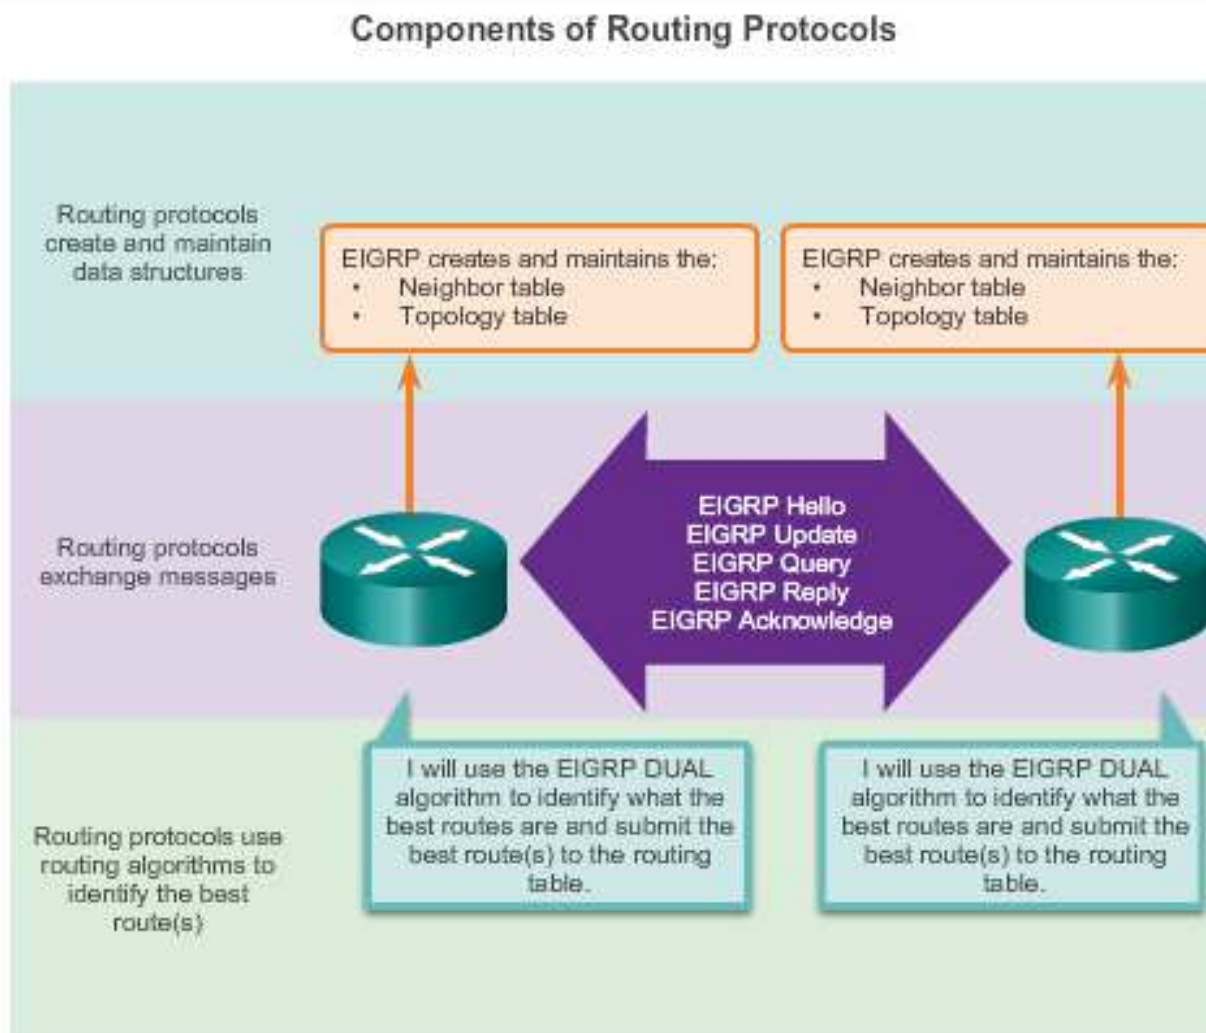 Components of Routing Protocols
Routing protocols
create and maintain
data structures
EIGRP creates and maintains the:
• Neighbor table
• Topology table
EIGRP creates and maintains the:
• Neighbor table
• Topology table
Routing protocols
exchange messages
EIGRP Hello
EIGRP Update
EIGRP Query
EIGRP Reply
EIGRP Acknowledge
Routing protocols use
routing algorithms to
identify the best
route(s)
I will use the EIGRP DUAL
algorithm to identify what the
best routes are and submit the
best route(s) to the routing
table.
I will use the EIGRP DUAL
algorithm to identify what the
best routes are and submit the
best route(s) to the routing
table.